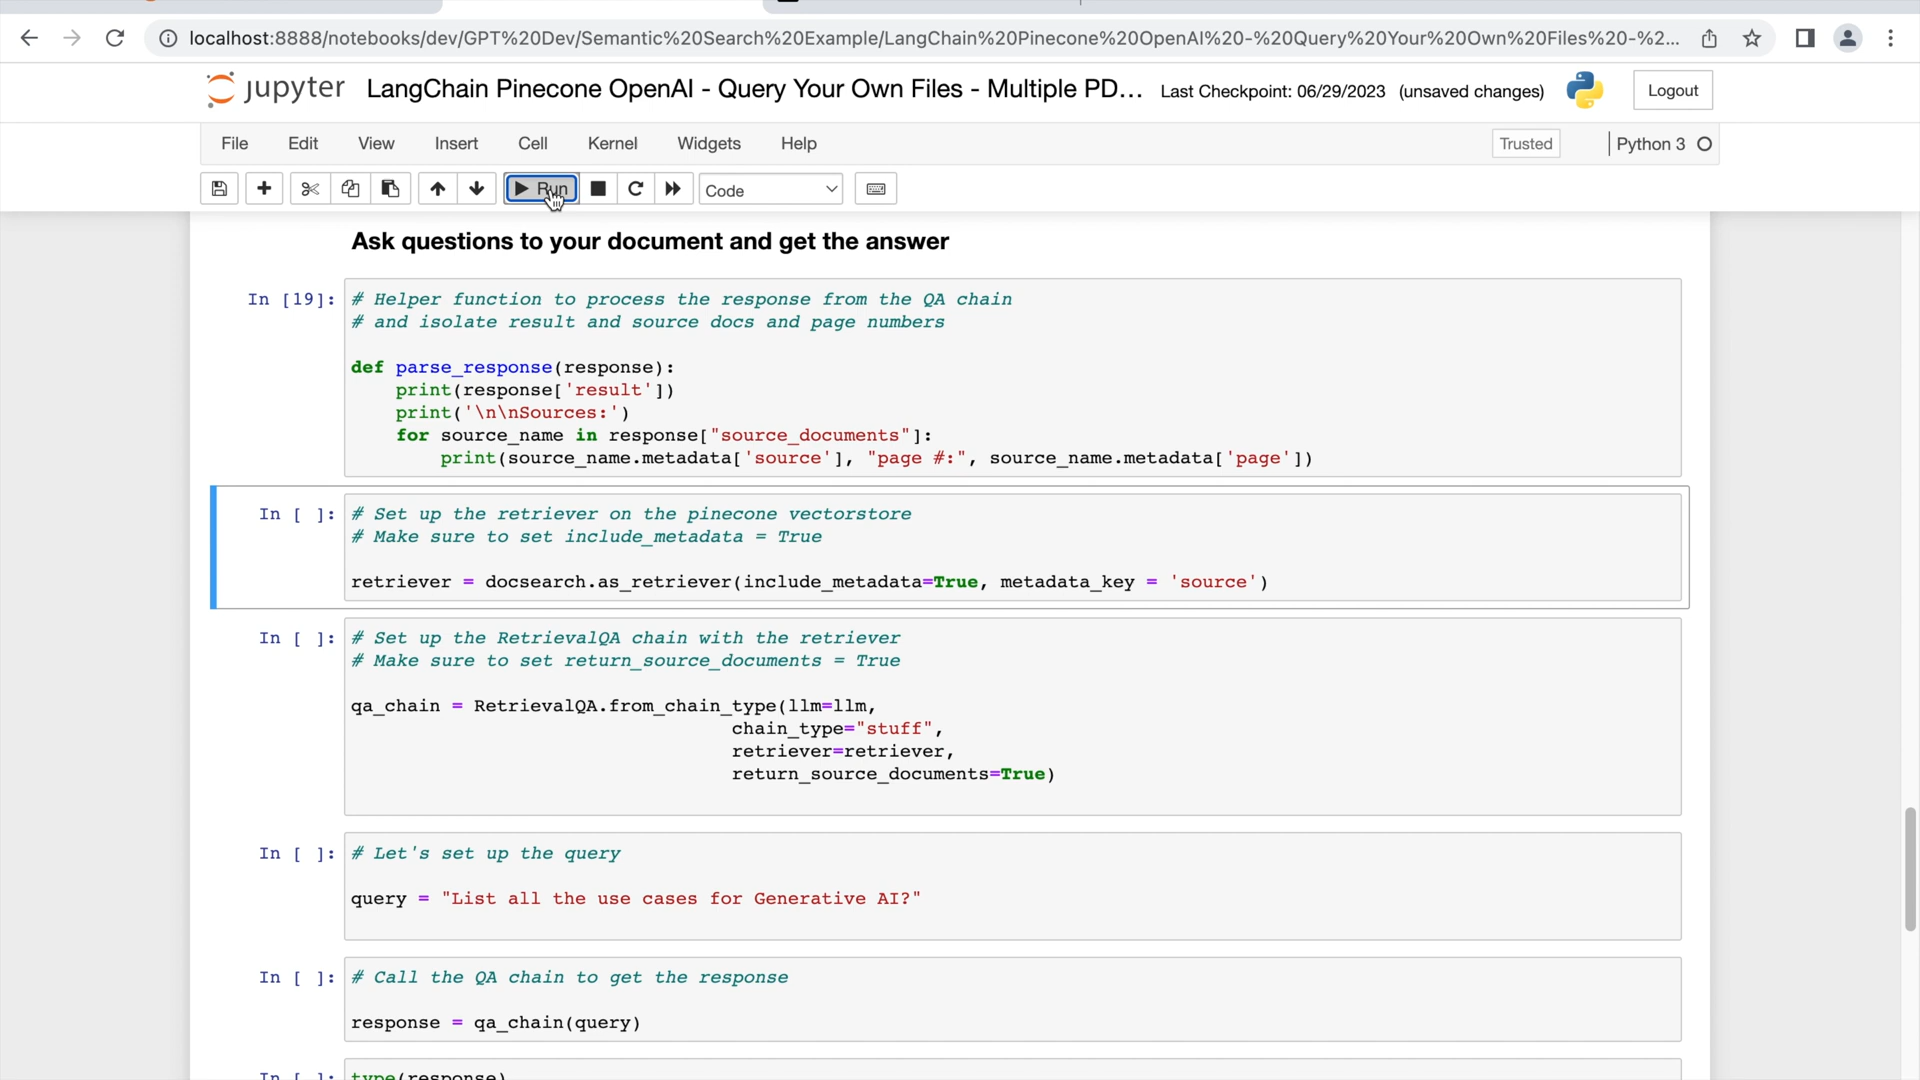 localhost:8888/notebooks/dev/GPT%20Dev/Semantic%20Search%20Example/LangChain%20Pinecone%20OpenAI%20-%20Query%20Your%20Own%20Files%20-%2...
jupyter LangChain Pinecone OpenAI - Query Your Own Files - Multiple PD... Last Checkpoint: 06/29/2023 (unsaved changes) Logout
File Edit View Insert Cell Kernel Widgets Help Trusted Python 3
Run Code
Ask questions to your document and get the answer
In [19]: # Helper function to process the response from the QA chain
# and isolate result and source docs and page numbers
def parse_response(response):
    print(response['result'])
    print('\n\nSources:')
    for source_name in response["source_documents"]:
        print(source_name.metadata['source'], "page #:", source_name.metadata['page'])
In [ ]: # Set up the retriever on the pinecone vectorstore
# Make sure to set include_metadata = True
retriever = docsearch.as_retriever(include_metadata=True, metadata_key = 'source')
In [ ]: # Set up the RetrievalQA chain with the retriever
# Make sure to set return_source_documents = True
qa_chain = RetrievalQA.from_chain_type(llm=llm,
                                  chain_type="stuff",
                                  retriever=retriever,
                                  return_source_documents=True)
In [ ]: # Let's set up the query
query = "List all the use cases for Generative AI?"
In [ ]: # Call the QA chain to get the response
response = qa_chain(query)
In [ ]: type(response)